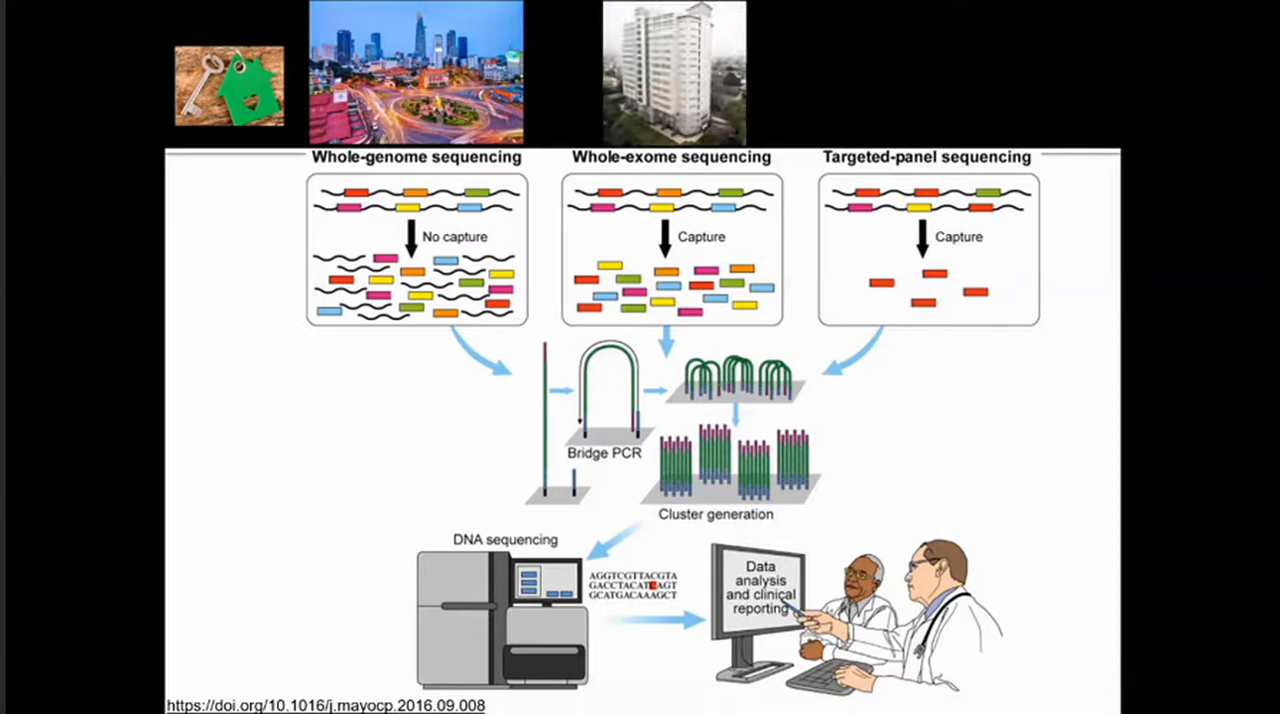 Whole-genome sequencing
Whole-exome sequencing
Targeted-panel sequencing
No capture
Capture
Capture
Bridge PCR
Cluster generation
DNA sequencing
AGGTCGTTACGTA
GACCTACATCAGT
GCATGACAAAGCT
Data
analysis
and clinical
reporting
https://doi.org/10.1016/j.mayocp.2016.09.008